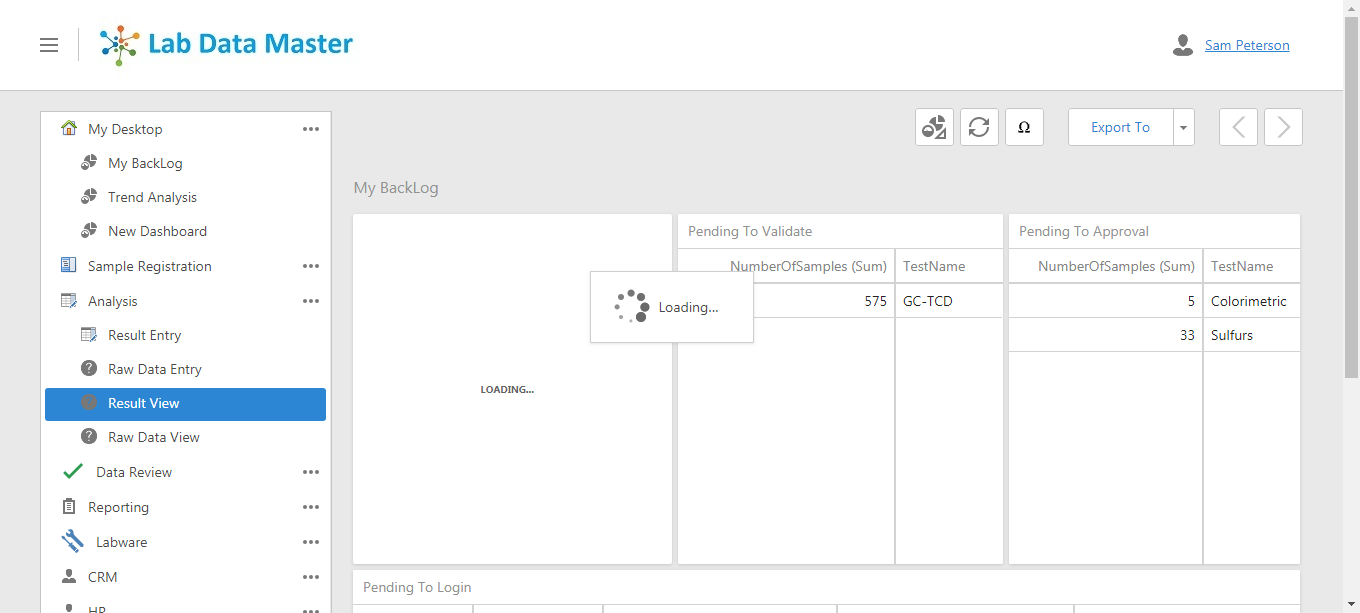 Lab Data Master
Sam Peterson
My Desktop
My BackLog
Trend Analysis
New Dashboard
Sample Registration
Analysis
Result Entry
Raw Data Entry
Result View
Raw Data View
Data Review
Reporting
Labware
CRM
HR
Ω
Export To
My BackLog
LOADING...
Loading...
Pending To Validate
NumberOfSamples (Sum) TestName
575 GC-TCD
Pending To Approval
NumberOfSamples (Sum) TestName
5 Colorimetric
33 Sulfurs
Pending To Login